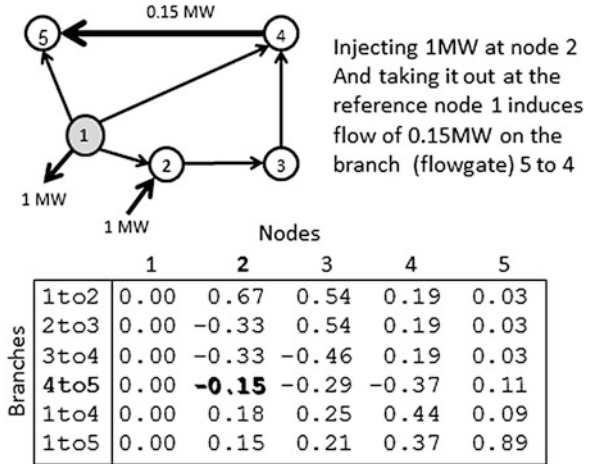 0.15 MW
5
4
1
2
3
1 MW
1 MW
Injecting 1MW at node 2
And taking it out at the
reference node 1 induces
flow of 0.15MW on the
branch (flowgate) 5 to 4
Nodes
1 2 3 4 5
Branches
1to2 0.00 0.67 0.54 0.19 0.03
2to3 0.00 -0.33 0.54 0.19 0.03
3to4 0.00 -0.33 -0.46 0.19 0.03
4to5 0.00 -0.15 -0.29 -0.37 0.11
1to4 0.00 0.18 0.25 0.44 0.09
1to5 0.00 0.15 0.21 0.37 0.89